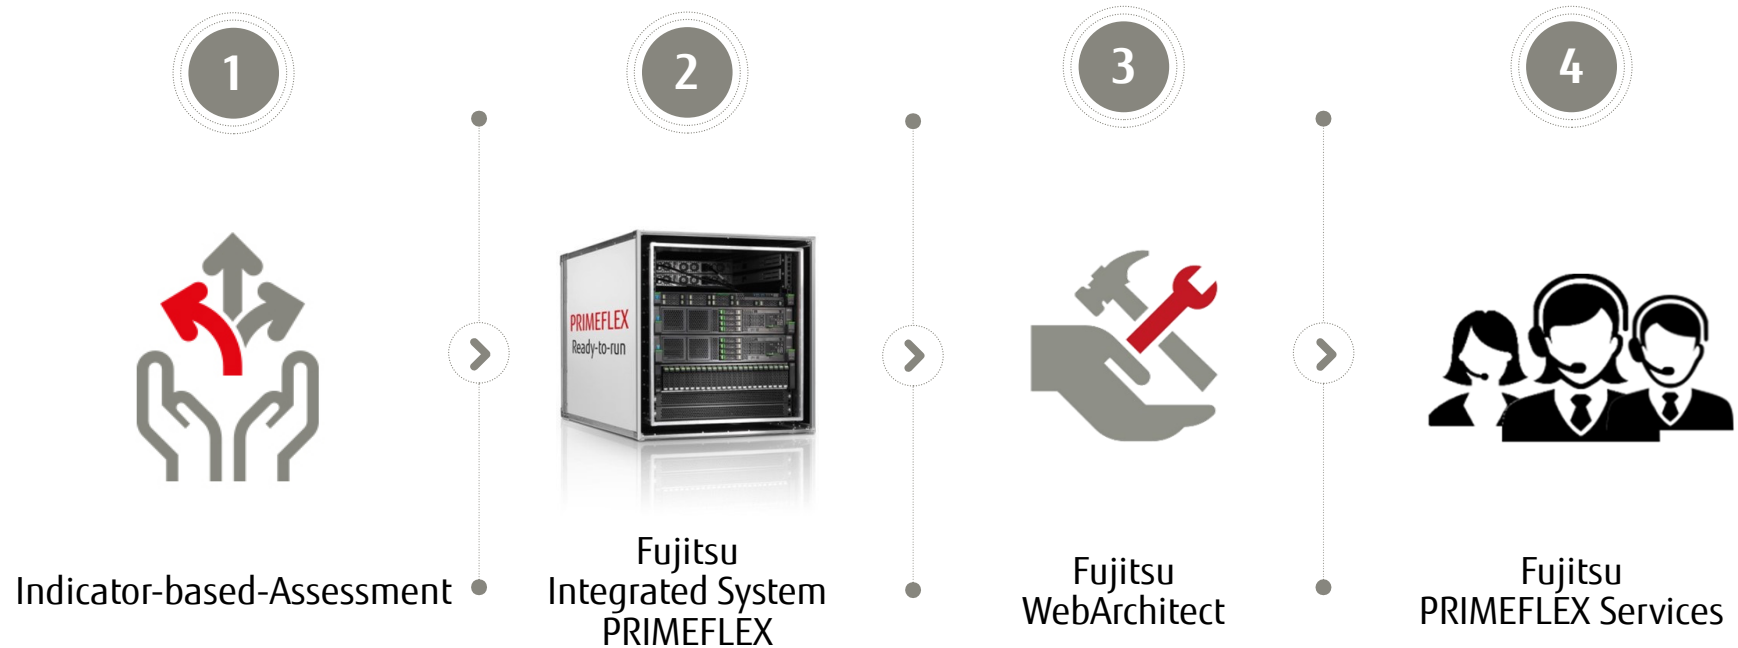 1
2
3
4
PRIMEFLEX
Ready-to-run
Indicator-based-Assessment
Fujitsu
Integrated System
PRIMEFLEX
Fujitsu
WebArchitect
Fujitsu
PRIMEFLEX Services